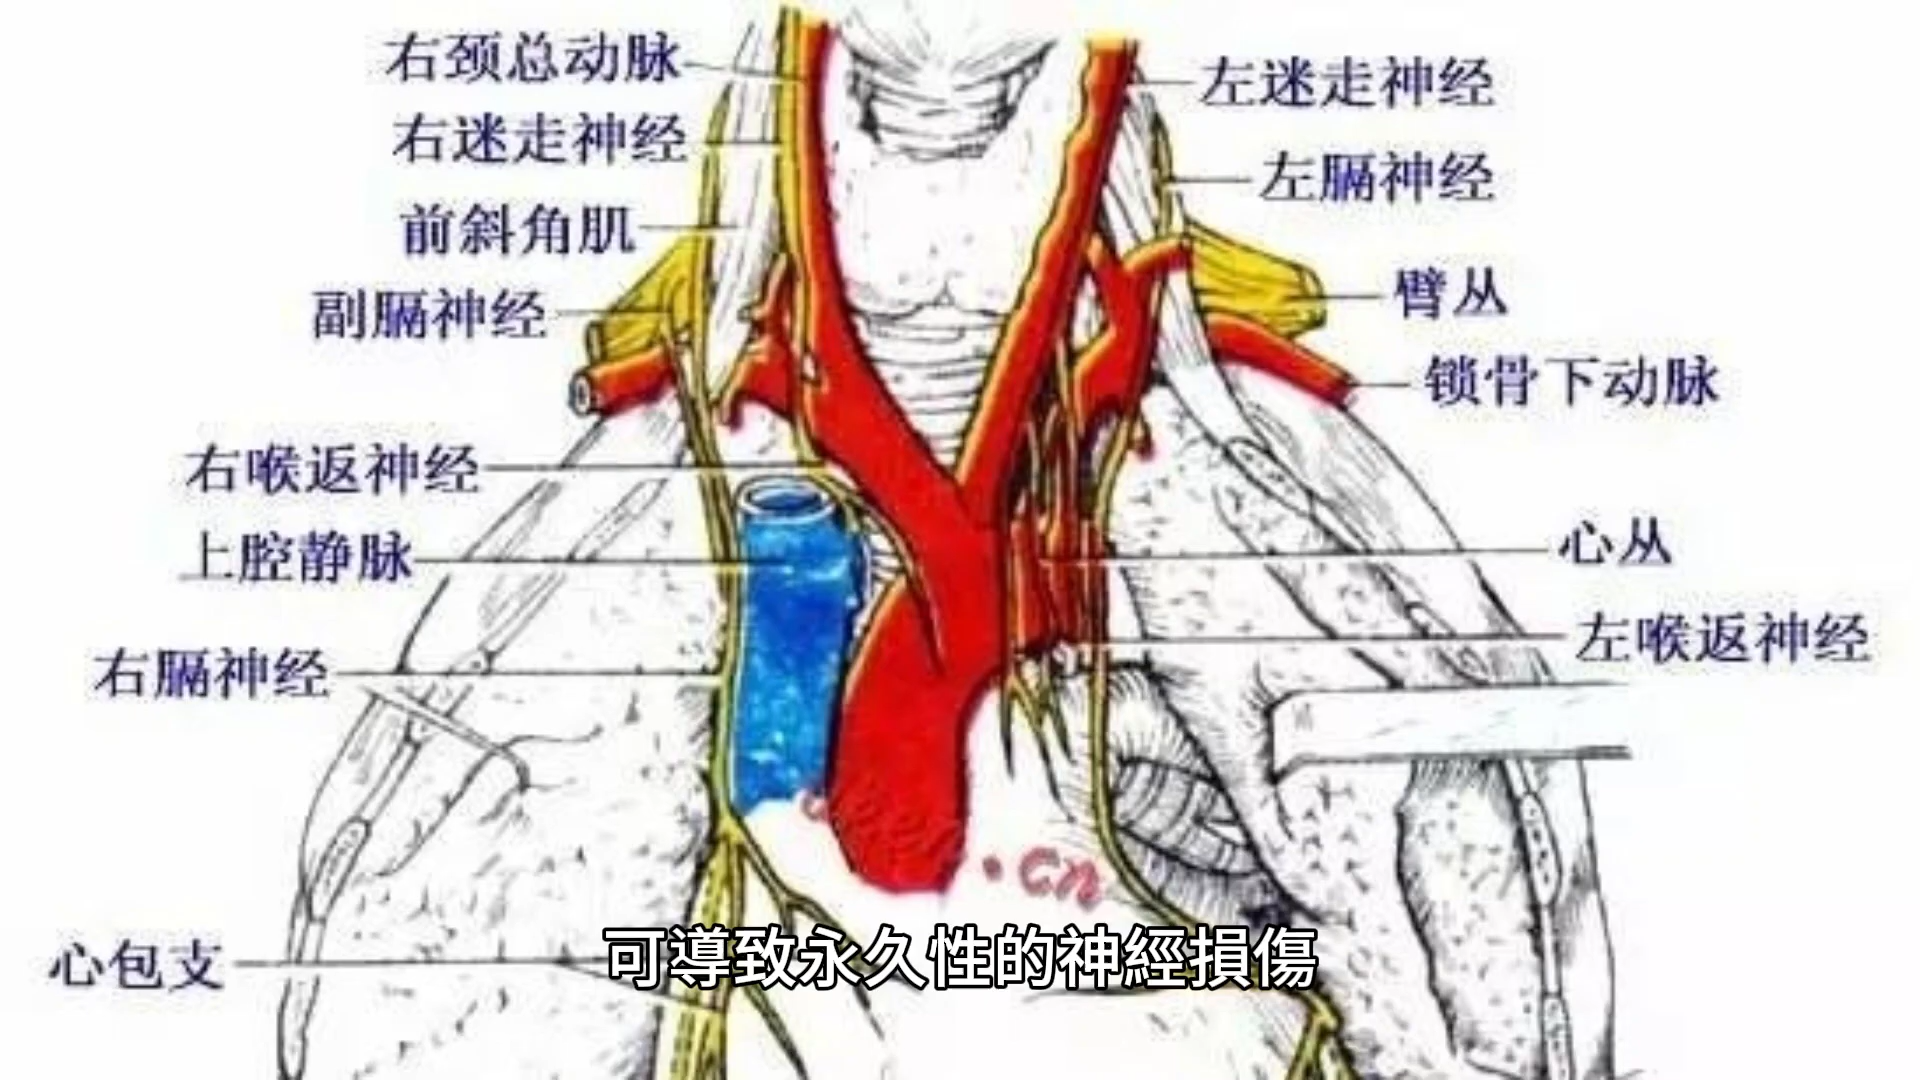 右颈总动脉
右迷走神经
前斜角肌
副膈神经
右喉返神经
上腔静脉
右膈神经
心包支
左迷走神经
左膈神经
臂丛
锁骨下动脉
心丛
左喉返神经
.cn
可導致永久性的神經損傷